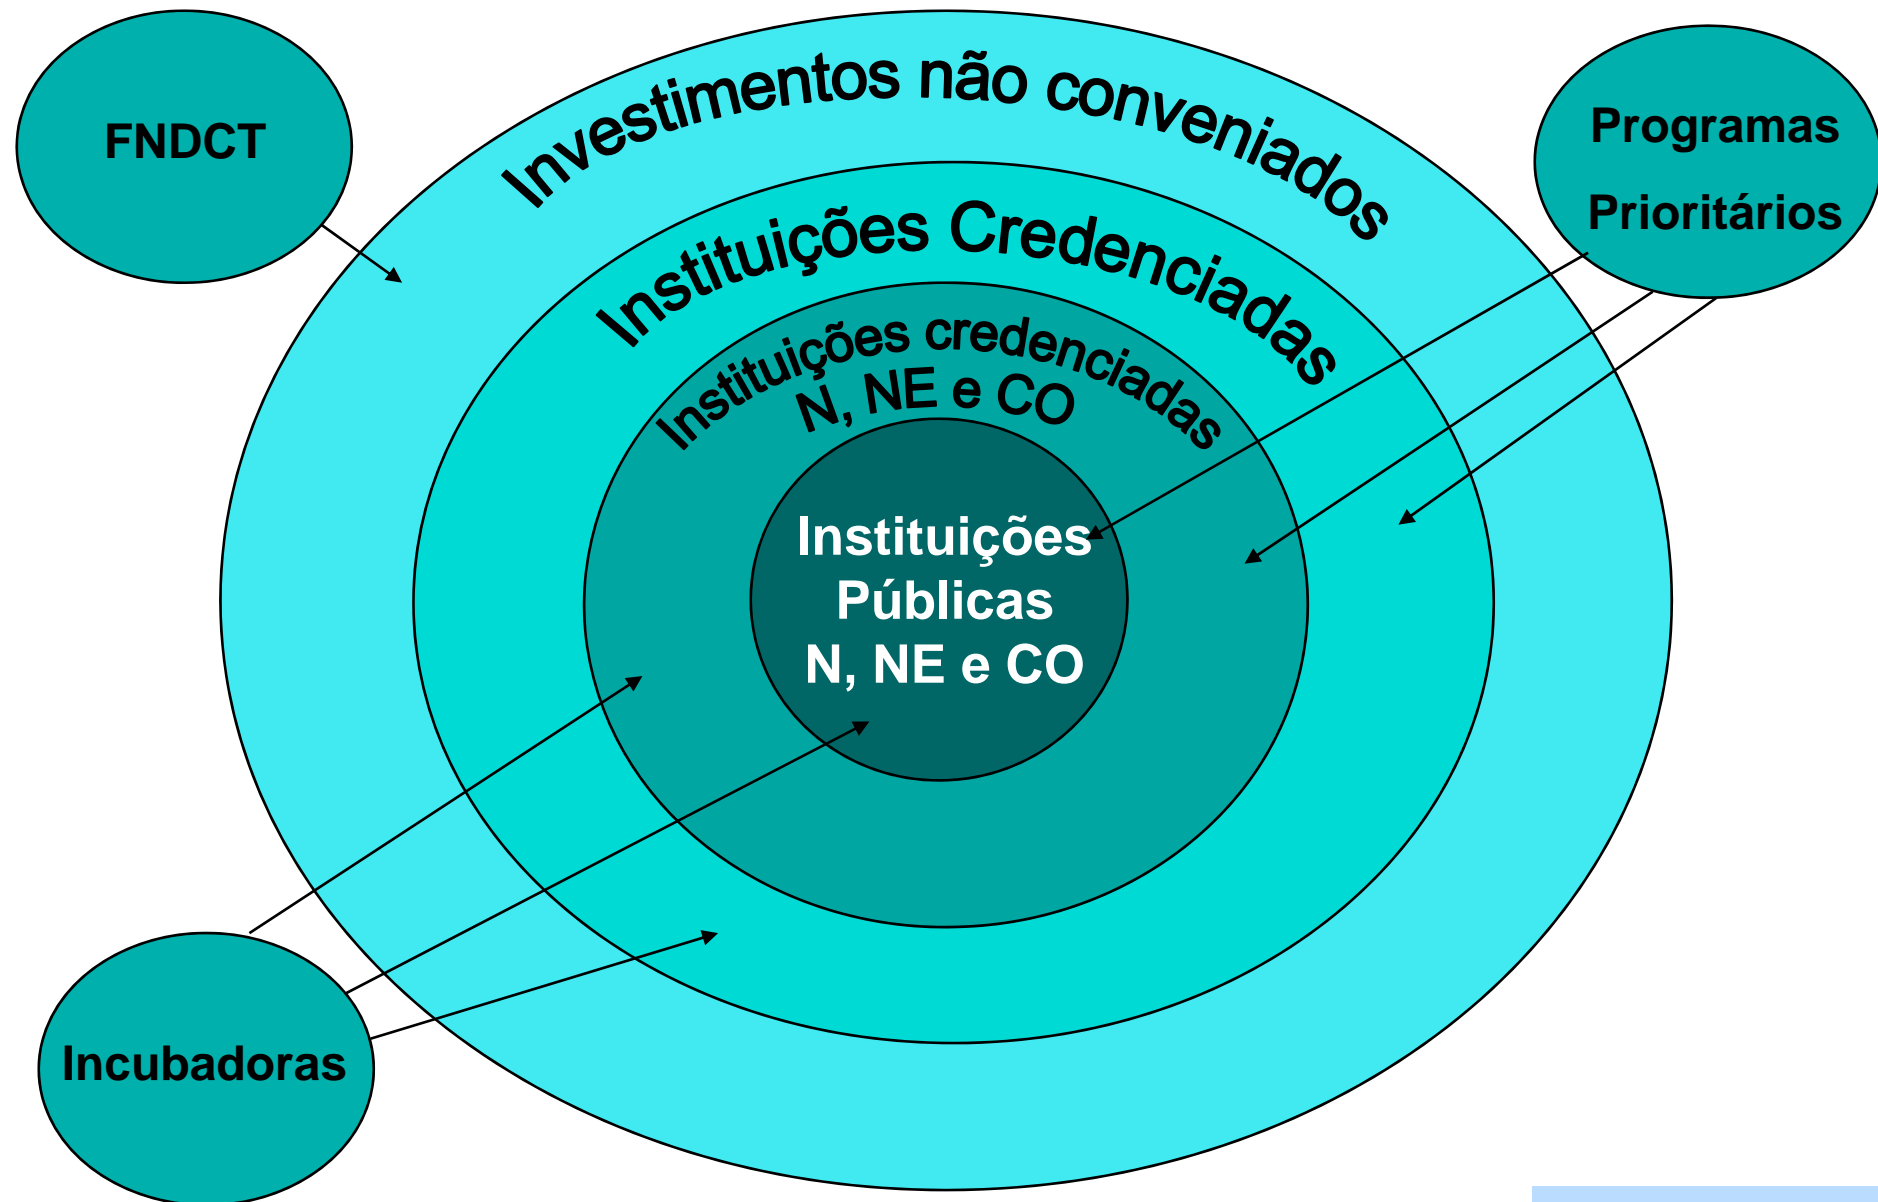 FNDCT
Investimentos não conveniados
Programas
Prioritários
Instituições Credenciadas
Instituições credenciadas
N, NE e CO
Instituições
Públicas
N, NE e CO
Incubadoras